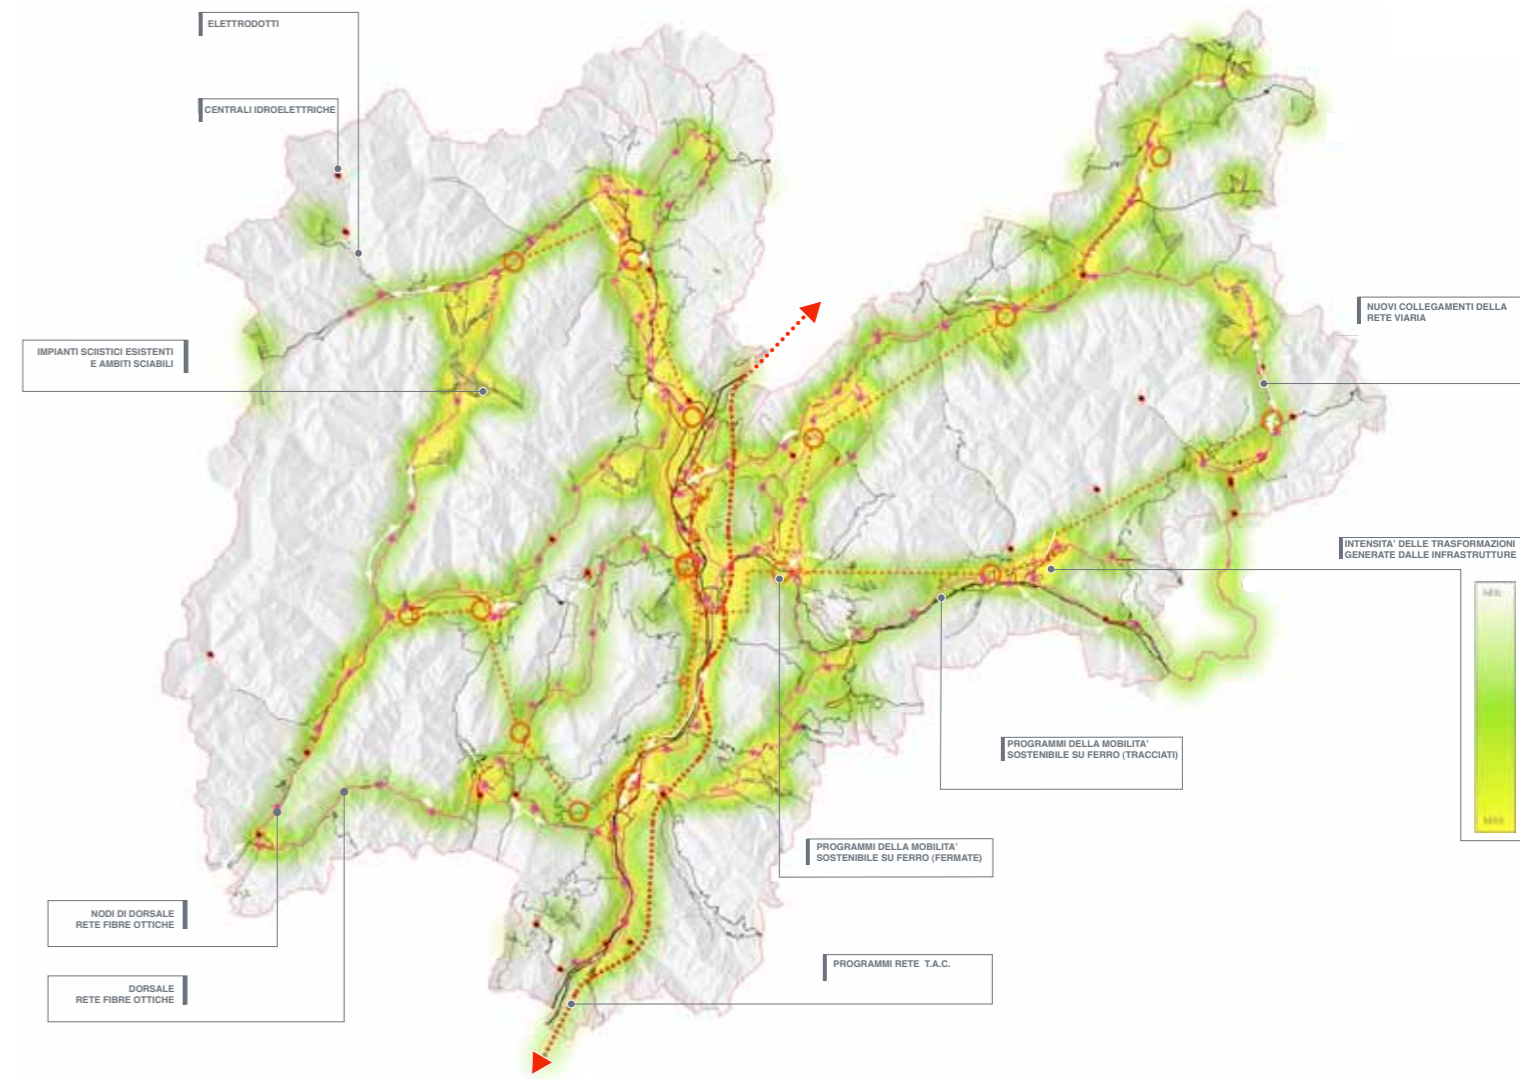 ELETTRODOTTI
CENTRALI IDROELETTRICHE
NUOVI COLLEGAMENTI DELLA
RETE VIARIA
IMPIANTI SCIISTICI ESISTENTI
E AMBITI SCIABILI
INTENSITA' DELLE TRASFORMAZIONI
GENERATE DALLE INFRASTRUTTURE
PROGRAMMI DELLA MOBILITA'
SOSTENIBILE SU FERRO (TRACCIATI)
PROGRAMMI DELLA MOBILITA'
SOSTENIBILE SU FERRO (FERMATE)
NODI DI DORSALE
RETE FIBRE OTTICHE
PROGRAMMI RETE T.A.C.
DORSALE
RETE FIBRE OTTICHE